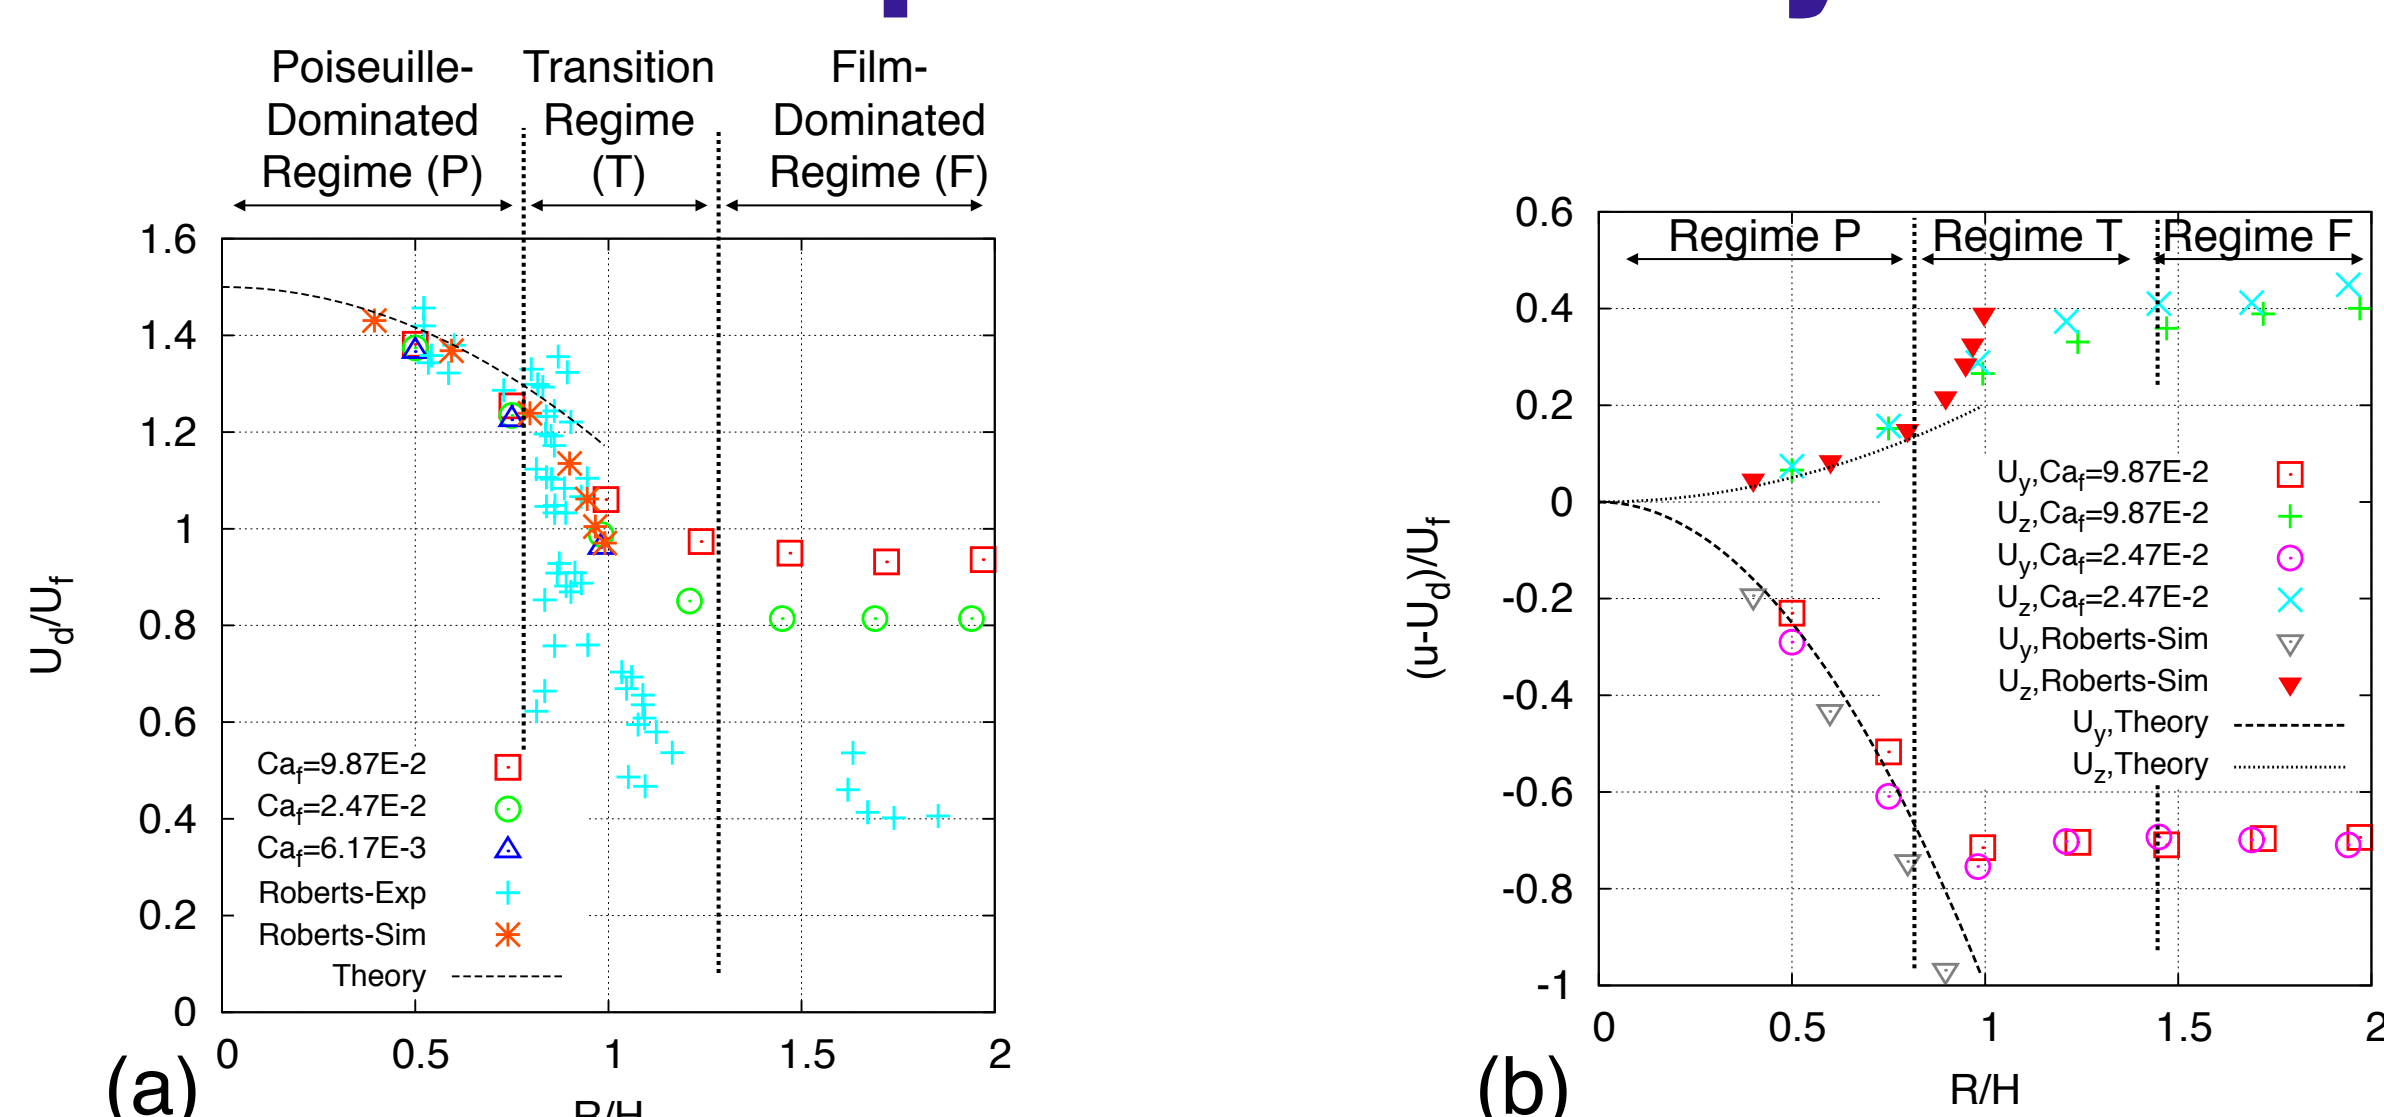 Poiseuille-
Dominated
Regime (P)
Transition
Regime
(T)
Film-
Dominated
Regime (F)
1.6
1.4
1.2
1
0.8
0.6
0.4
0.2
0
U_d/U_f
Ca_f=9.87E-2
Ca_f=2.47E-2
Ca_f=6.17E-3
Roberts-Exp
Roberts-Sim
Theory
0 0.5 1 1.5 2
R/H
(a)
0.6
0.4
0.2
0
-0.2
-0.4
-0.6
-0.8
-1
(u-U_d)/U_f
Regime P Regime T Regime F
U_y,Ca_f=9.87E-2
U_z,Ca_f=9.87E-2
U_y,Ca_f=2.47E-2
U_z,Ca_f=2.47E-2
U_y,Roberts-Sim
U_z,Roberts-Sim
U_y,Theory
U_z,Theory
0 0.5 1 1.5 2
R/H
(b)